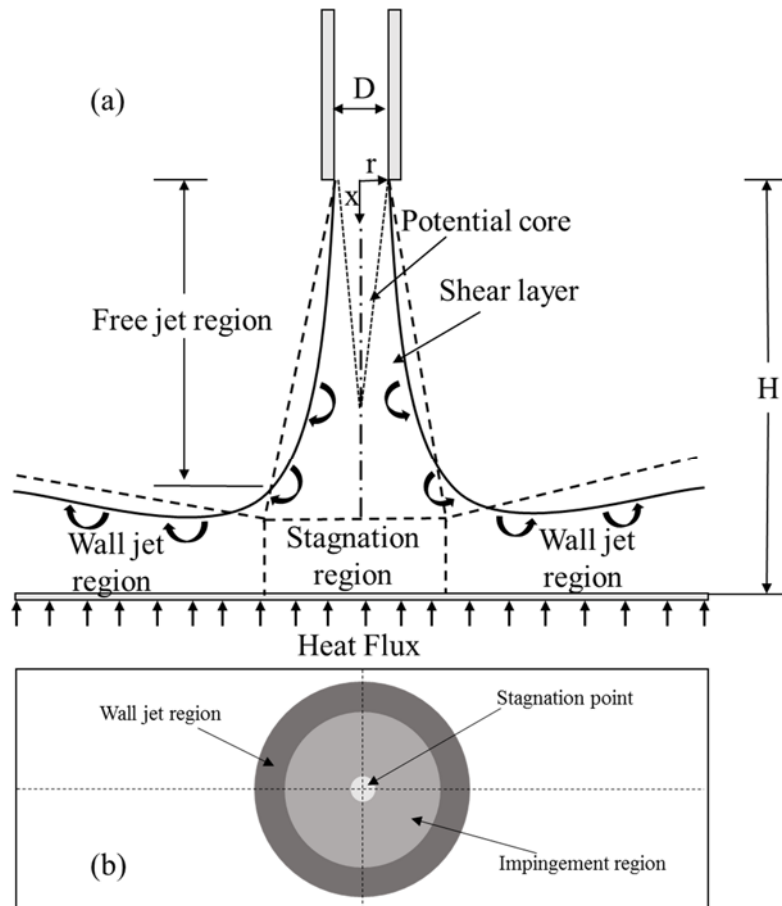 (a)
D
r
x
Potential core
Shear layer
Free jet region
H
Wall jet
region
Stagnation
region
Wall jet
region
Heat Flux
Wall jet region
Stagnation point
Impingement region
(b)